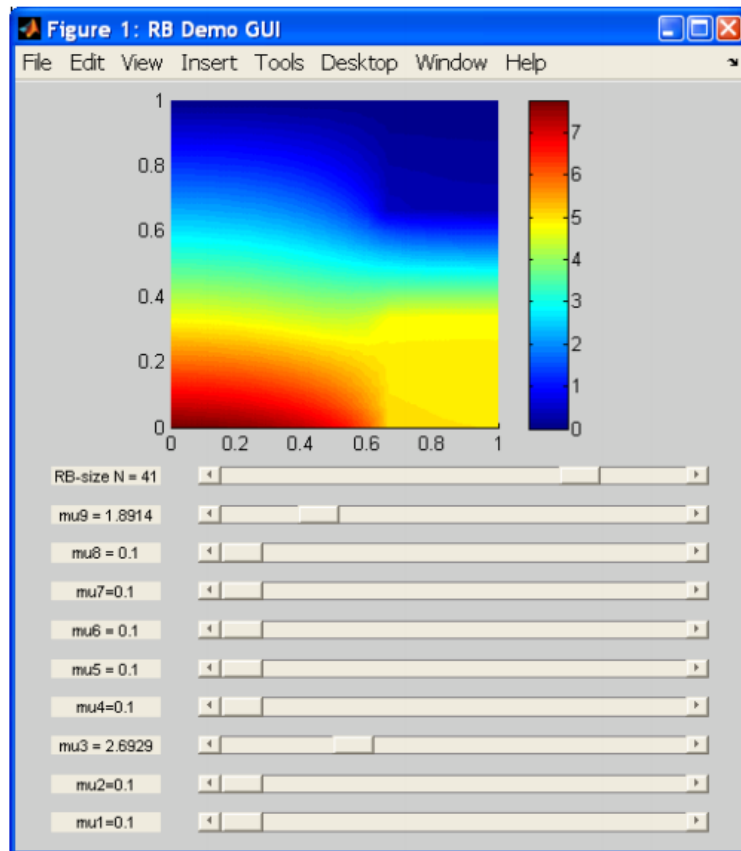 Figure 1: RB Demo GUI
File Edit View Insert Tools Desktop Window Help
1
0.8
0.6
0.4
0.2
0
0 0.2 0.4 0.6 0.8 1
7
6
5
4
3
2
1
0
RB-size N = 41
mu9 = 1.8914
mu8 = 0.1
mu7=0.1
mu6 = 0.1
mu5 = 0.1
mu4=0.1
mu3 = 2.6929
mu2=0.1
mu1=0.1